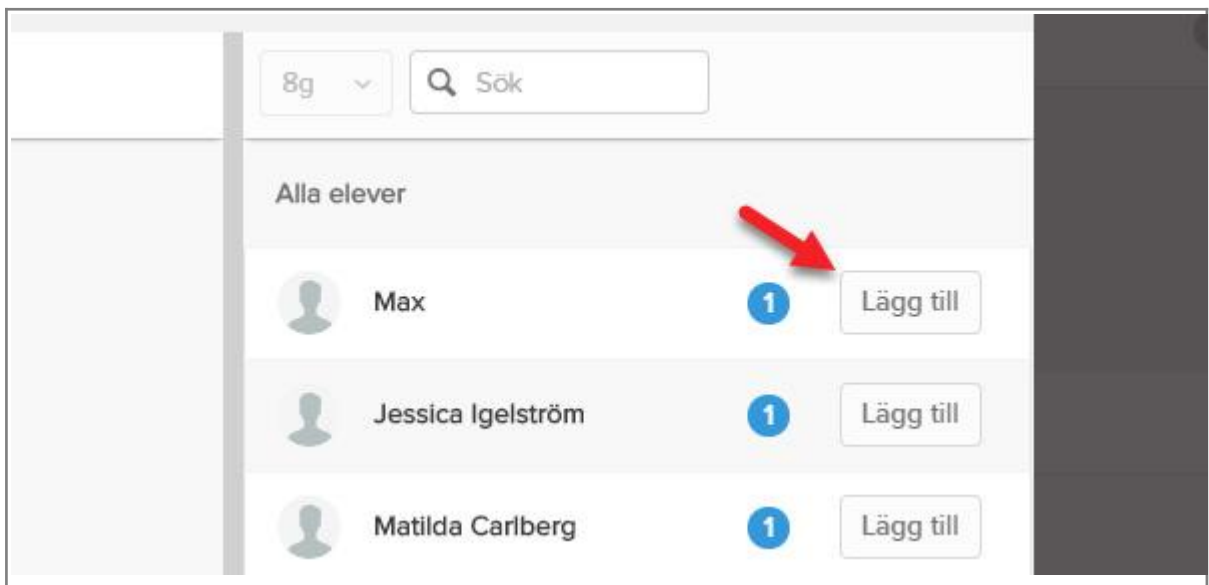 8g Sök
Alla elever
Max 1 Lägg till
Jessica Igelström 1 Lägg till
Matilda Carlberg 1 Lägg till